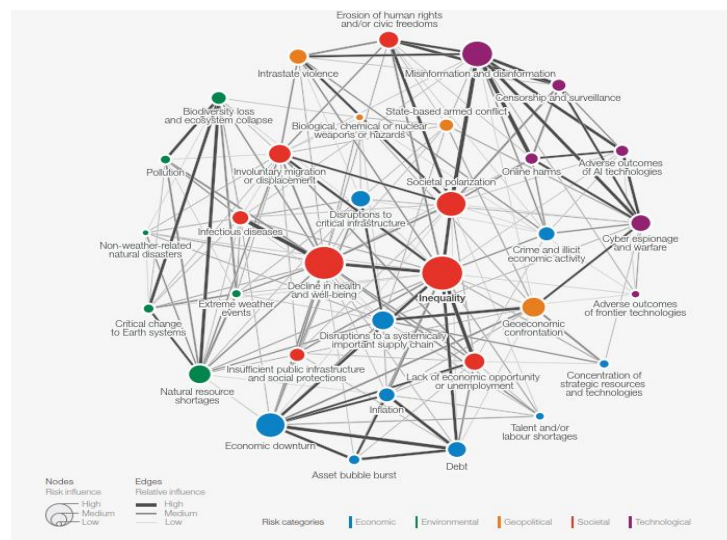 Erosion of human rights
and/or civic freedoms
Intrastate violence
Misinformation and disinformation
Censorship and surveillance
Biodiversity loss
and ecosystem collapse
State-based armed conflict
Biological, chemical or nuclear
weapons or hazards
Pollution
Involuntary migration
or displacement
Societal polarization
Online harms
Adverse outcomes
of AI technologies
Disruptions to
critical infrastructure
Infectious diseases
Non-weather-related
natural disasters
Crime and illicit
economic activity
Cyber espionage
and warfare
Decline in health
and well-being
Inequality
Extreme weather
events
Critical change
to Earth systems
Adverse outcomes
of frontier technologies
Geoeconomic
confrontation
Disruptions to a systemically
important supply chain
Insufficient public infrastructure
and social protections
Natural resource
shortages
Lack of economic opportunity
or unemployment
Concentration of
strategic resources
and technologies
Inflation
Economic downturn
Talent and/or
labour shortages
Asset bubble burst
Debt
Nodes
Risk influence
High
Medium
Low
Edges
Relative influence
High
Medium
Low
Risk categories
Economic
Environmental
Geopolitical
Societal
Technological